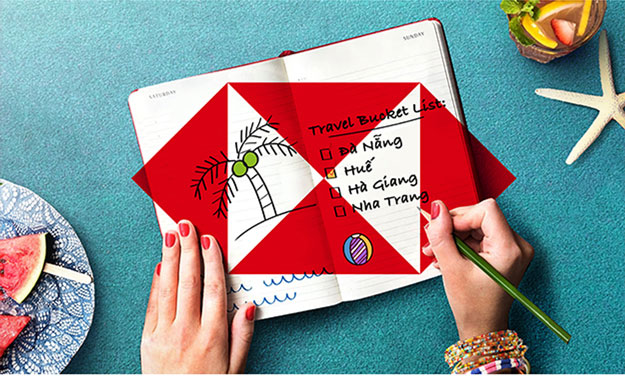 SATURDAY
SUNDAY
Travel Bucket List:
Đà Nẵng
Huế
Hà Giang
Nha Trang